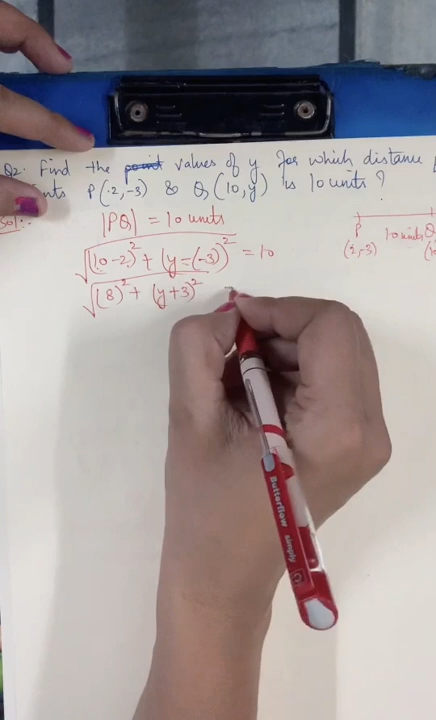 Q2. Find the point values of y for which distance
P(2,-3) & Q(10,y) is 10 units?
Sol:-
|PQ| = 10 units
√(10-2)² + (y-(-3))² = 10
√(8)² + (y+3)²
P 10 units Q
(2,-3)
Butterflow
simply